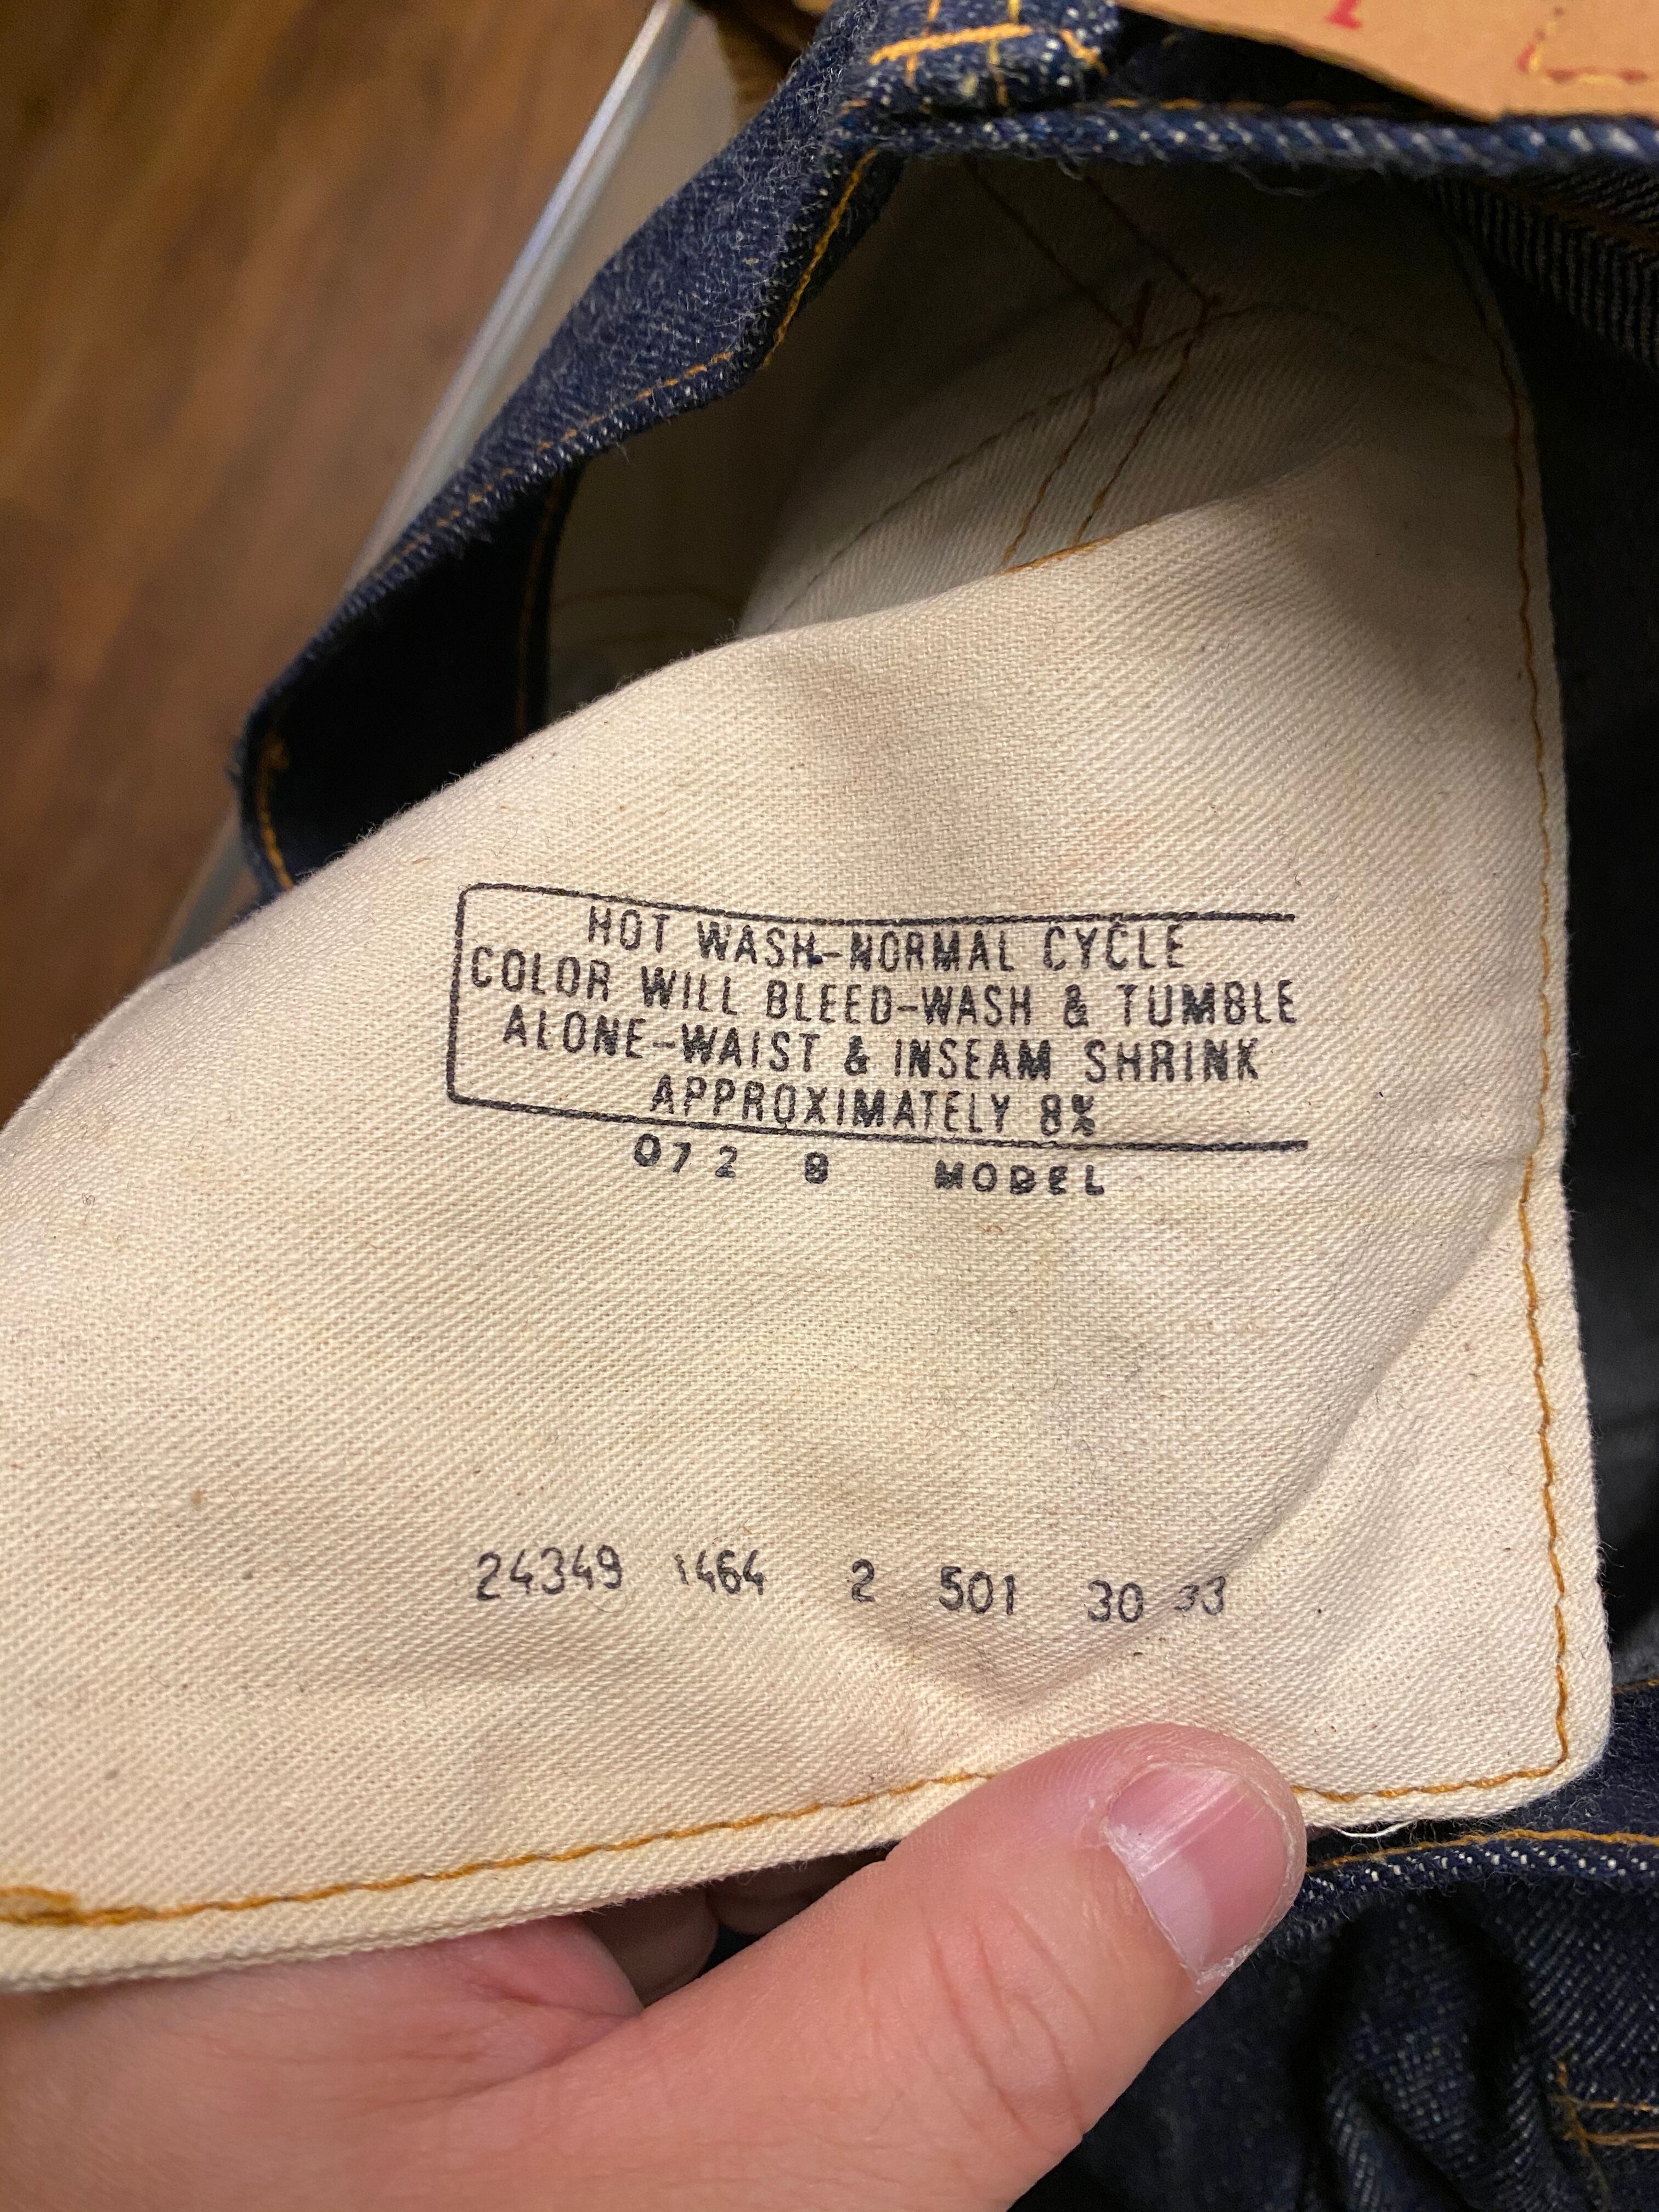 HOT WASH-NORMAL CYCLE
COLOR WILL BLEED-WASH & TUMBLE
ALONE-WAIST & INSEAM SHRINK
APPROXIMATELY 8%
072 8 MODEL
24349 1464 2 501 30 33